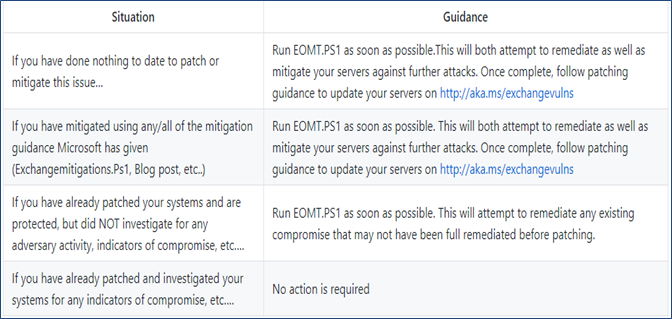 Situation
Guidance
If you have done nothing to date to patch or
mitigate this issue...
Run EOMT.PS1 as soon as possible.This will both attempt to remediate as well as
mitigate your servers against further attacks. Once complete, follow patching
guidance to update your servers on http://aka.ms/exchangevulns
If you have mitigated using any/all of the mitigation
guidance Microsoft has given
(Exchangemitigations.Ps1, Blog post, etc..)
Run EOMT.PS1 as soon as possible. This will both attempt to remediate as well as
mitigate your servers against further attacks. Once complete, follow patching
guidance to update your servers on http://aka.ms/exchangevulns
If you have already patched your systems and are
protected, but did NOT investigate for any
adversary activity, indicators of compromise, etc....
Run EOMT.PS1 as soon as possible. This will attempt to remediate any existing
compromise that may not have been full remediated before patching.
If you have already patched and investigated your
systems for any indicators of compromise, etc....
No action is required